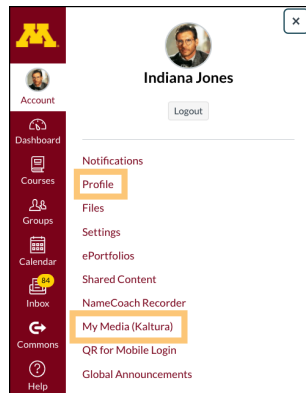 M
×
Indiana Jones
Logout
Account
Dashboard
Courses
Groups
Calendar
84
Inbox
Commons
Help
Notifications
Profile
Files
Settings
ePortfolios
Shared Content
NameCoach Recorder
My Media (Kaltura)
QR for Mobile Login
Global Announcements